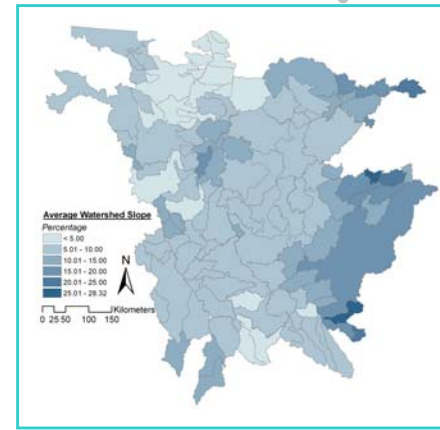 Average Watershed Slope
Percentage
< 5.00
5.01 - 10.00
10.01 - 15.00
15.01 - 20.00
20.01 - 25.00
25.01 - 28.32
N
Kilometers
0 25 50 100 150